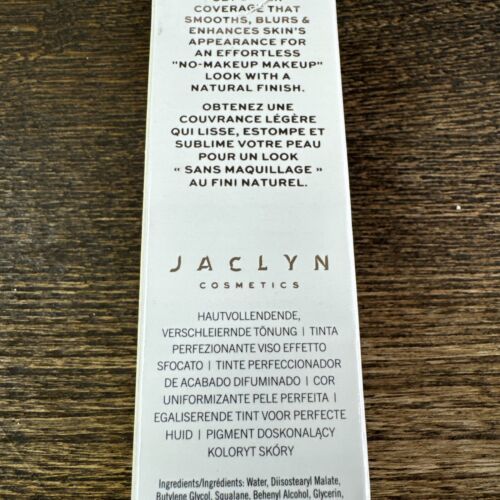 COVERAGE THAT
SMOOTHS, BLURS &
ENHANCES SKIN'S
APPEARANCE FOR
AN EFFORTLESS
"NO-MAKEUP MAKEUP"
LOOK WITH A
NATURAL FINISH.
OBTENEZ UNE
COUVRANCE LÉGÈRE
QUI LISSE, ESTOMPE ET
SUBLIME VOTRE PEAU
POUR UN LOOK
“ SANS MAQUILLAGE ”
AU FINI NATUREL.
JACLYN
COSMETICS
HAUTVOLLENDENDE,
VERSCHLEIERNDE TÖNUNG | TINTA
PERFEZIONANTE VISO EFFETTO
SFOCATO | TINTE PERFECCIONADOR
DE ACABADO DIFUMINADO | COR
UNIFORMIZANTE PELE PERFEITA |
EGALISERENDE TINT VOOR PERFECTE
HUID | PIGMENT DOSKONALĄCY
KOLORYT SKÓRY
Ingredients/Ingrédients: Water, Diisostearyl Malate,
Butylene Glycol, Squalane, Behenyl Alcohol, Glycerin,